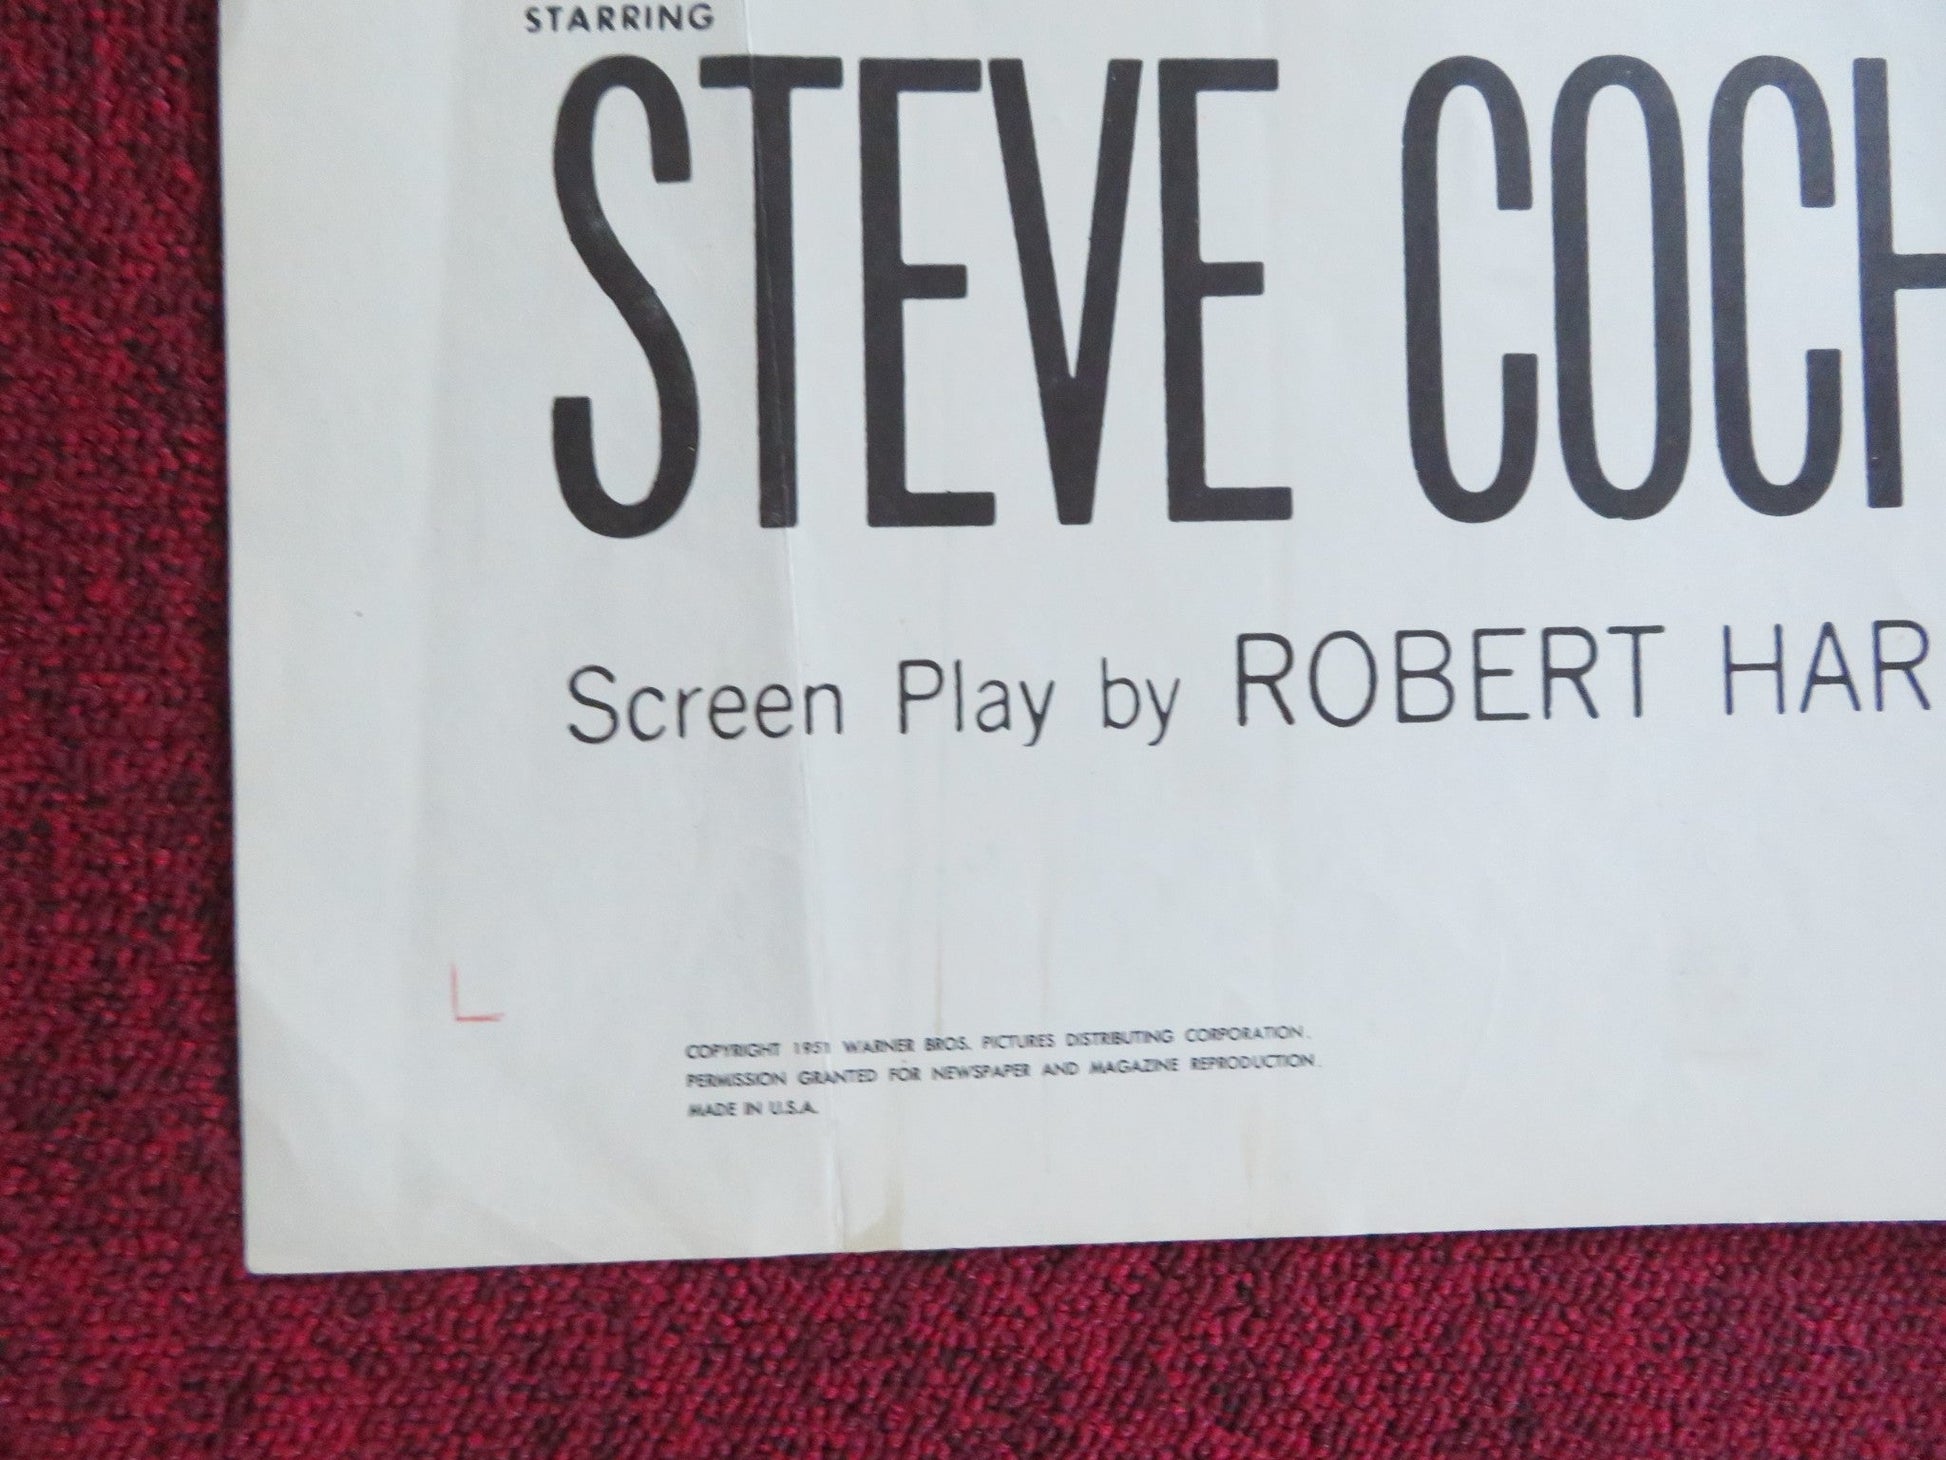 STARRING
STEVE COCH
Screen Play by ROBERT HAR
COPYRIGHT 1951 WARNER BROS. PICTURES DISTRIBUTING CORPORATION.
PERMISSION GRANTED FOR NEWSPAPER AND MAGAZINE REPRODUCTION.
MADE IN U.S.A.